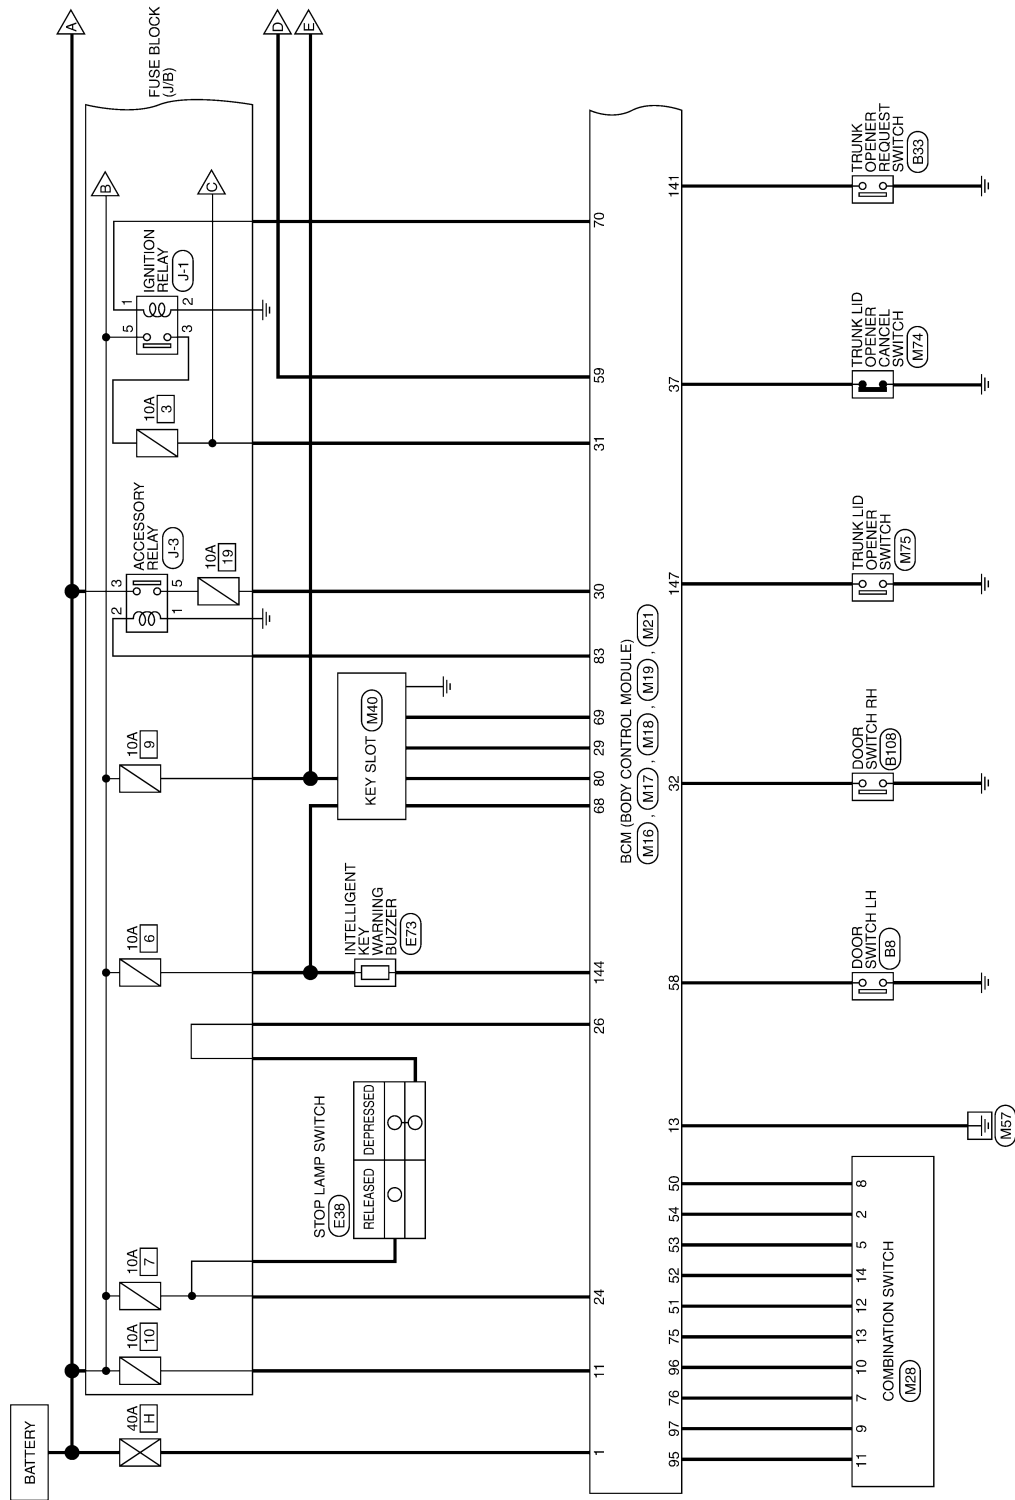 BATTERY
40A
H
10A
10
10A
7
10A
6
10A
9
ACCESSORY
RELAY
J-3
2
3
1
5
10A
19
10A
3
IGNITION
RELAY
J-1
5
1
3
2
FUSE BLOCK
(J/B)
A
B
C
D
E
STOP LAMP SWITCH
E38
RELEASED
DEPRESSED
INTELLIGENT
KEY
WARNING
BUZZER
E73
KEY SLOT
M40
1
11
24
26
144
68
80
29
69
83
30
31
59
70
BCM (BODY CONTROL MODULE)
M16 , M17 , M18 , M19 , M21
95
97
76
96
75
51
52
53
54
50
13
58
32
147
37
141
11
9
7
10
13
12
14
5
2
8
COMBINATION SWITCH
M28
M57
DOOR
SWITCH LH
B8
DOOR
SWITCH RH
B108
TRUNK LID
OPENER
SWITCH
M75
TRUNK LID
OPENER
CANCEL
SWITCH
M74
TRUNK
OPENER
REQUEST
SWITCH
B33